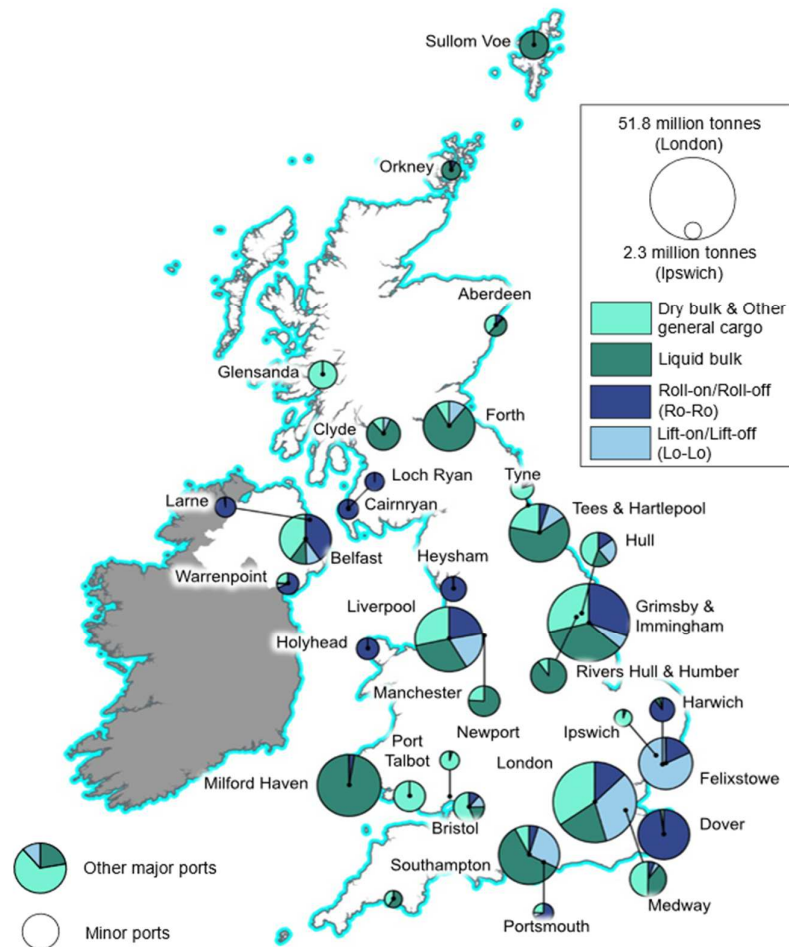 Sullom Voe
Orkney
51.8 million tonnes
(London)
2.3 million tonnes
(Ipswich)
Dry bulk & Other
general cargo
Liquid bulk
Roll-on/Roll-off
(Ro-Ro)
Lift-on/Lift-off
(Lo-Lo)
Aberdeen
Glensanda
Forth
Clyde
Loch Ryan
Tyne
Larne
Cairnryan
Tees & Hartlepool
Hull
Belfast
Heysham
Warrenpoint
Liverpool
Grimsby &
Immingham
Holyhead
Rivers Hull & Humber
Manchester
Harwich
Newport
Ipswich
Port
Talbot
London
Milford Haven
Felixstowe
Bristol
Dover
Other major ports
Southampton
Medway
Portsmouth
Minor ports